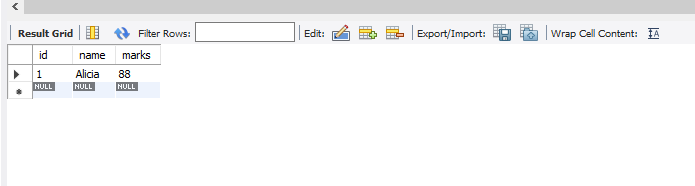 Result Grid Filter Rows: Edit: Export/Import: Wrap Cell Content: IA
id name marks
1 Alicia 88
NULL NULL NULL